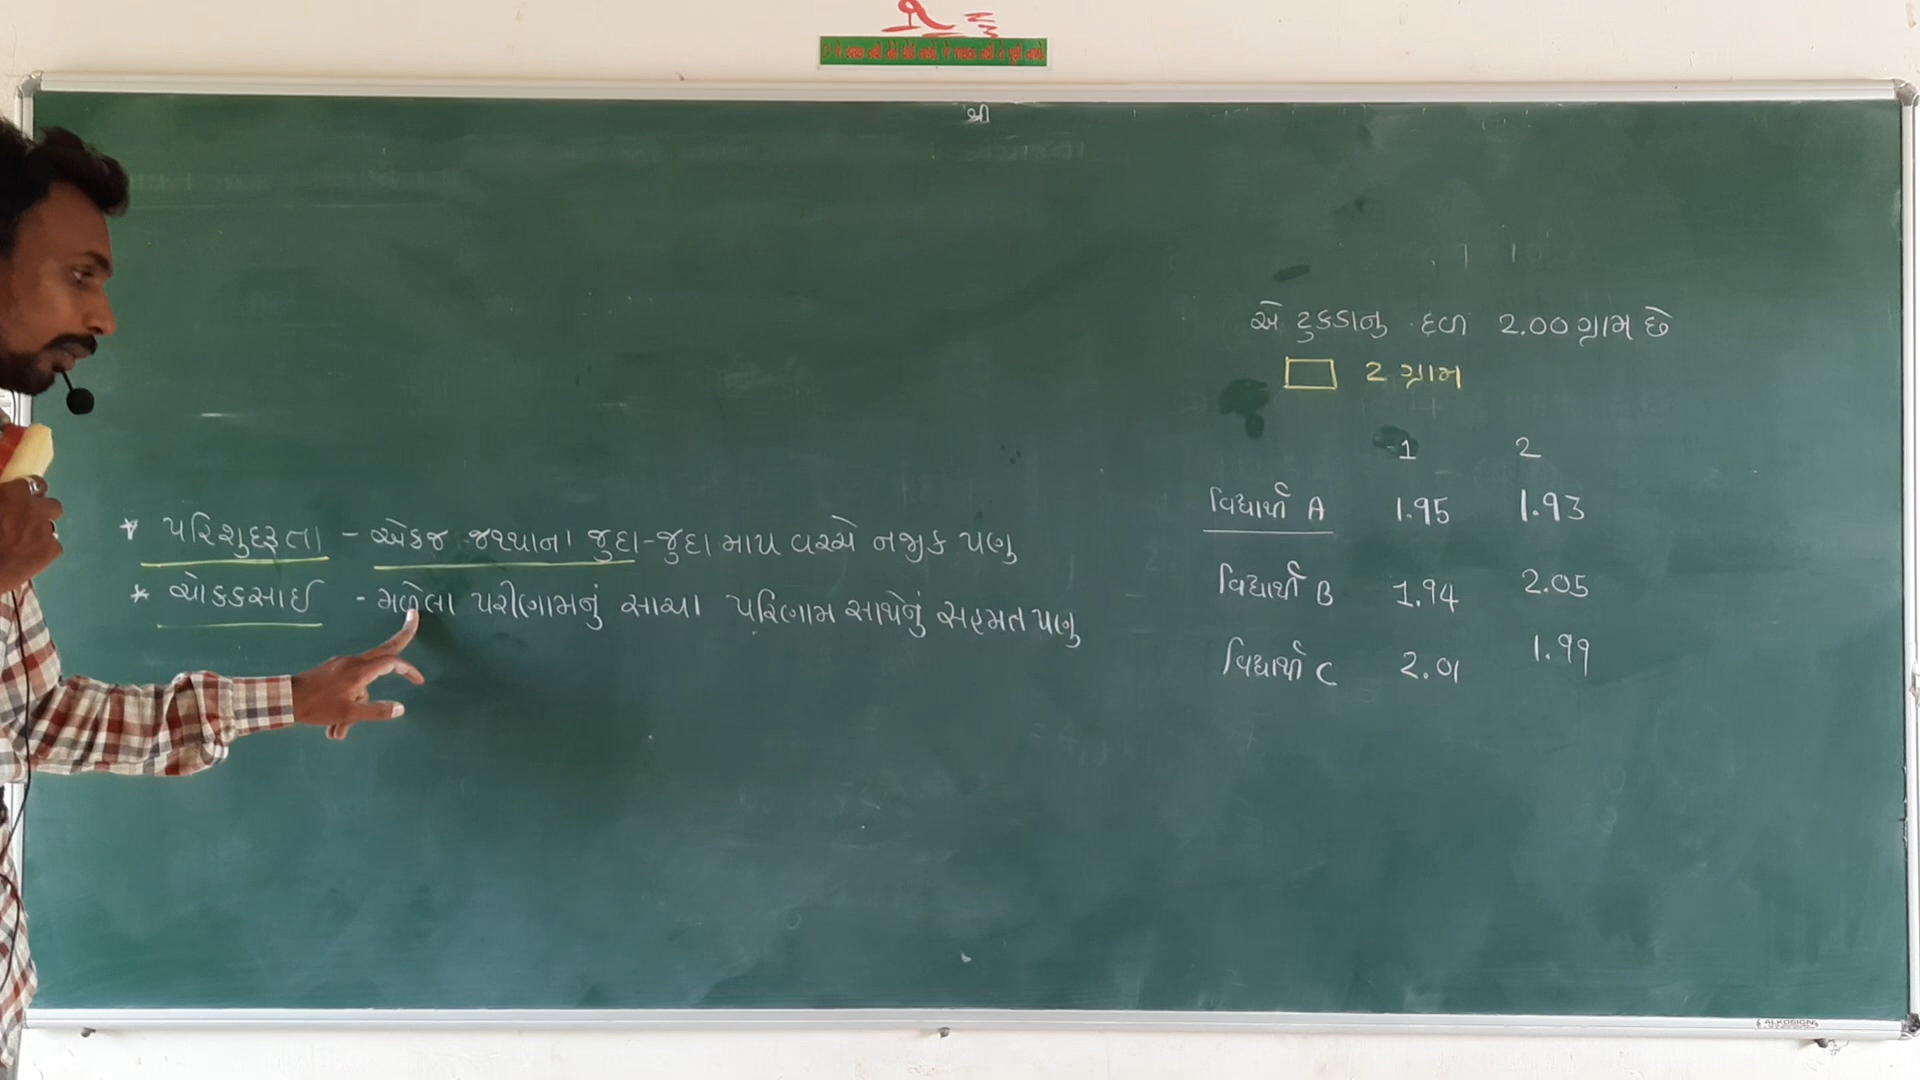 શ્રી
એ ટુકડાનુ દળ 2.00 ગ્રામ છે
2 ગ્રામ
1 2
વિદ્યાર્થી A 1.95 1.93
વિદ્યાર્થી B 1.94 2.05
વિદ્યાર્થી C 2.01 1.99
* પરિશુદ્ધતા - એકજ જથ્થાના જુદા-જુદા માપ વચ્ચે નજીક પણુ
* ચોકકસાઈ - મળેલા પરીણામનું સાચા પરિણામ સાથેનું સહમત પણુ